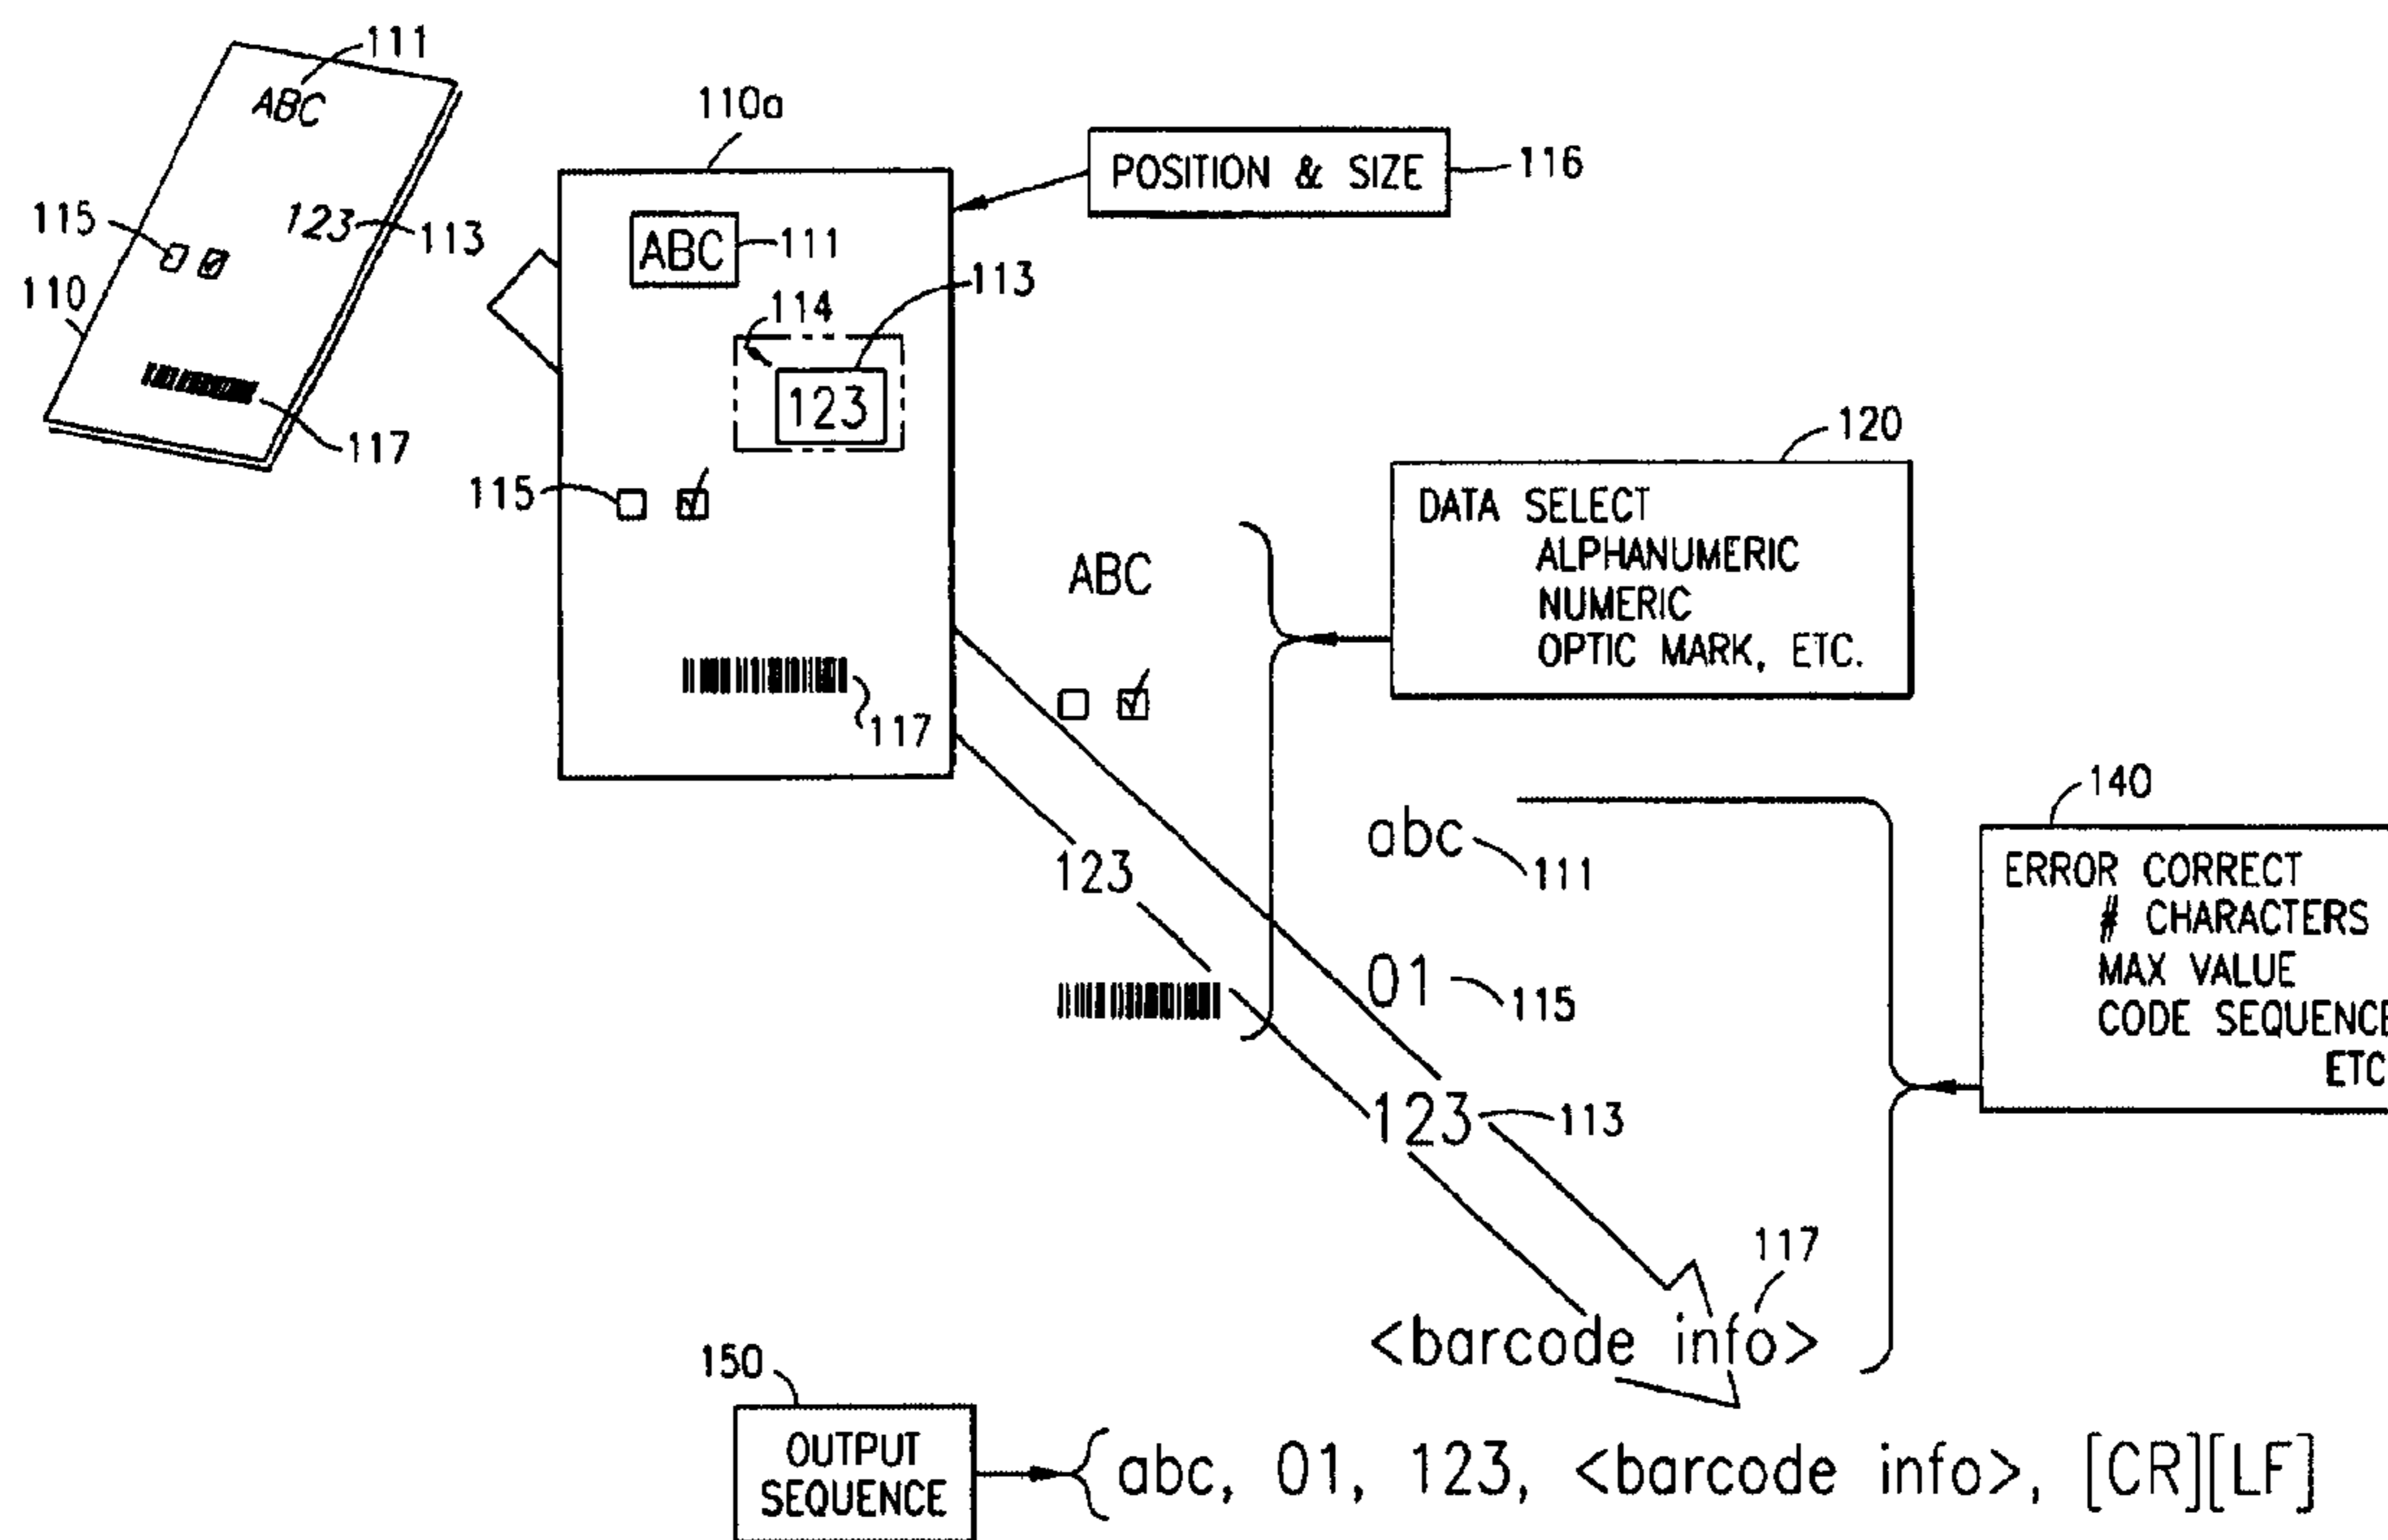 111
ABC
115
123
113
110
117
110a
POSITION & SIZE
116
ABC
111
113
114
123
115
117
120
DATA SELECT
ALPHANUMERIC
NUMERIC
OPTIC MARK, ETC.
ABC
123
140
ERROR CORRECT
# CHARACTERS
MAX VALUE
CODE SEQUENCE
ETC
abc
111
01
115
123
113
117
<barcode info>
150
OUTPUT
SEQUENCE
abc, 01, 123, <barcode info>, [CR][LF]